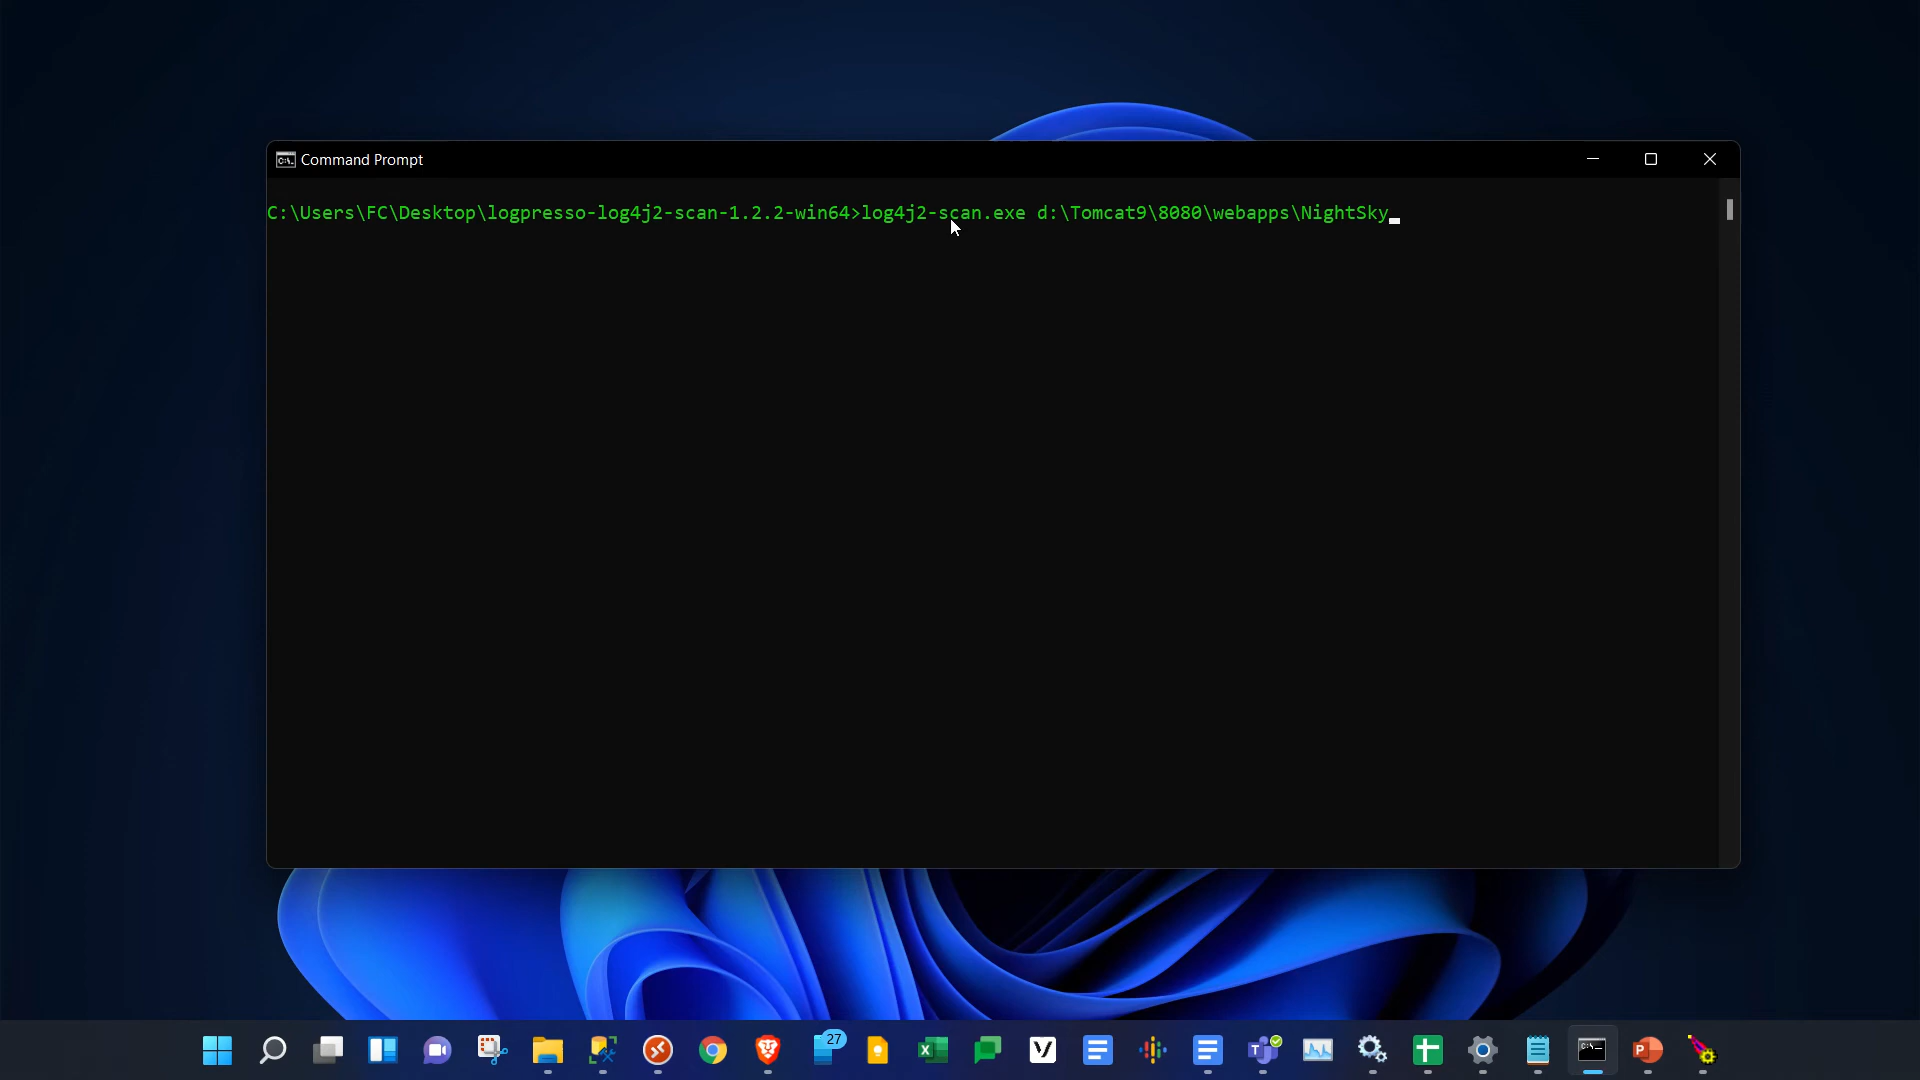 Command Prompt
C:\Users\FC\Desktop\logpresso-log4j2-scan-1.2.2-win64>log4j2-scan.exe d:\Tomcat9\8080\webapps\NightSky
27